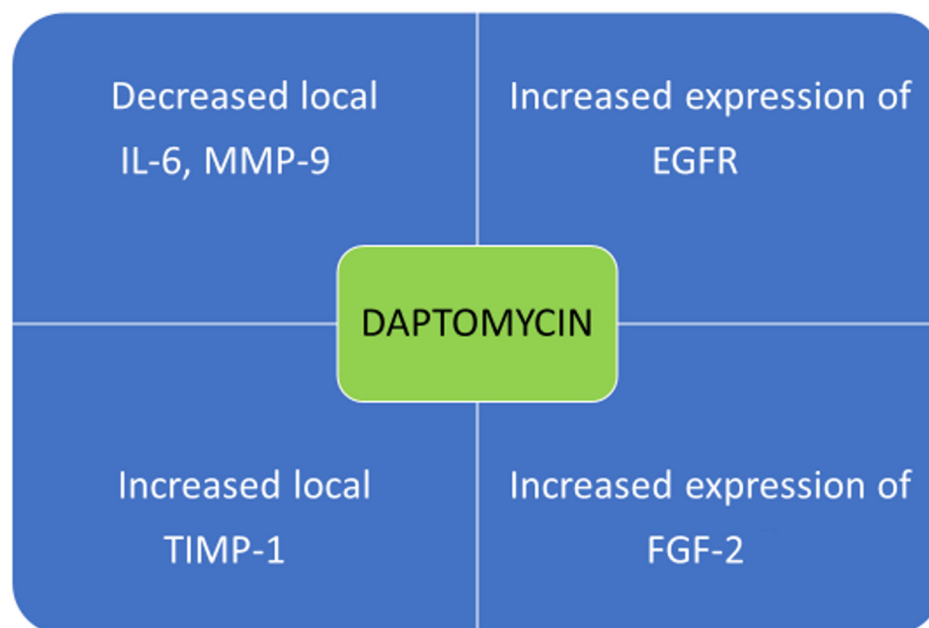 Decreased local
IL-6, MMP-9
Increased expression of
EGFR
DAPTOMYCIN
Increased local
TIMP-1
Increased expression of
FGF-2